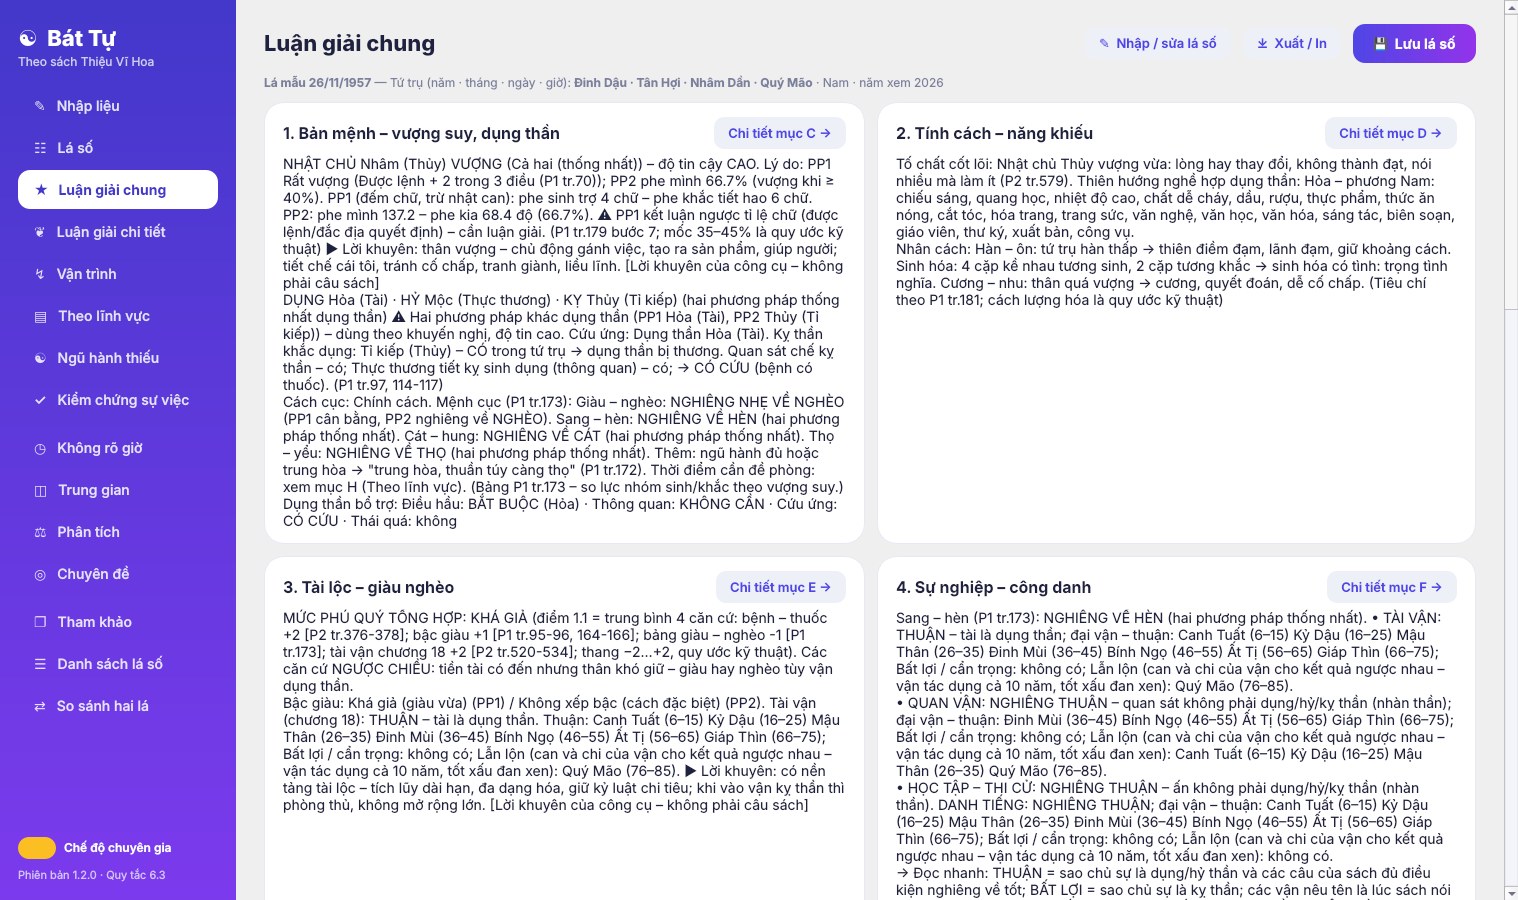 Bát Tự
Theo sách Thiệu Vĩ Hoa
Nhập liệu
Lá số
Luận giải chung
Luận giải chi tiết
Vận trình
Theo lĩnh vực
Ngũ hành thiếu
Kiểm chứng sự việc
Không rõ giờ
Trung gian
Phân tích
Chuyên đề
Tham khảo
Danh sách lá số
So sánh hai lá
Chế độ chuyên gia
Phiên bản 1.2.0 · Quy tắc 6.3
Luận giải chung
Nhập / sửa lá số
Xuất / In
Lưu lá số
Lá mẫu 26/11/1957 — Tứ trụ (năm · tháng · ngày · giờ): Đinh Dậu · Tân Hợi · Nhâm Dần · Quý Mão · Nam · năm xem 2026
1. Bản mệnh – vượng suy, dụng thần
Chi tiết mục C →
NHẬT CHỦ Nhâm (Thủy) VƯỢNG (Cả hai (thống nhất)) – độ tin cậy CAO. Lý do: PP1
Rất vượng (Được lệnh + 2 trong 3 điều (P1 tr.70)); PP2 phe mình 66.7% (vượng khi ≥
40%). PP1 (đếm chữ, trừ nhật can): phe sinh trợ 4 chữ – phe khắc tiết hao 6 chữ.
PP2: phe mình 137.2 – phe kia 68.4 độ (66.7%). ⚠ PP1 kết luận ngược tỉ lệ chữ (được
lệnh/đắc địa quyết định) – cần luận giải. (P1 tr.179 bước 7; mốc 35–45% là quy ước kỹ
thuật) ▶ Lời khuyên: thân vượng – chủ động gánh việc, tạo ra sản phẩm, giúp người;
tiết chế cái tôi, tránh cố chấp, tranh giành, liều lĩnh. [Lời khuyên của công cụ – không
phải câu sách]
DỤNG Hỏa (Tài) · HỶ Mộc (Thực thương) · KỴ Thủy (Tỉ kiếp) (hai phương pháp thống
nhất dụng thần) ⚠ Hai phương pháp khác dụng thần (PP1 Hỏa (Tài), PP2 Thủy (Tỉ
kiếp)) – dùng theo khuyến nghị, độ tin cao. Cứu ứng: Dụng thần Hỏa (Tài). Kỵ thần
khắc dụng: Tỉ kiếp (Thủy) – CÓ trong tứ trụ → dụng thần bị thương. Quan sát chế kỵ
thần – có; Thực thương tiết kỵ sinh dụng (thông quan) – có; → CÓ CỨU (bệnh có
thuốc). (P1 tr.97, 114-117)
Cách cục: Chính cách. Mệnh cục (P1 tr.173): Giàu – nghèo: NGHIÊNG NHẸ VỀ NGHÈO
(PP1 cân bằng, PP2 nghiêng về NGHÈO). Sang – hèn: NGHIÊNG VỀ HÈN (hai phương
pháp thống nhất). Cát – hung: NGHIÊNG VỀ CÁT (hai phương pháp thống nhất). Thọ
– yểu: NGHIÊNG VỀ THỌ (hai phương pháp thống nhất). Thêm: ngũ hành đủ hoặc
trung hòa → "trung hòa, thuần túy càng thọ" (P1 tr.172). Thời điểm cần đề phòng:
xem mục H (Theo lĩnh vực). (Bảng P1 tr.173 – so lực nhóm sinh/khắc theo vượng suy.)
Dụng thần bổ trợ: Điều hầu: BẮT BUỘC (Hỏa) · Thông quan: KHÔNG CẦN · Cứu ứng:
CÓ CỨU · Thái quá: không
2. Tính cách – năng khiếu
Chi tiết mục D →
Tố chất cốt lõi: Nhật chủ Thủy vượng vừa: lòng hay thay đổi, không thành đạt, nói
nhiều mà làm ít (P2 tr.579). Thiên hướng nghề hợp dụng thần: Hỏa – phương Nam:
chiếu sáng, quang học, nhiệt độ cao, chất dễ cháy, dầu, rượu, thực phẩm, thức ăn
nóng, cắt tóc, hóa trang, trang sức, văn nghệ, văn học, văn hóa, sáng tác, biên soạn,
giáo viên, thư ký, xuất bản, công vụ.
Nhân cách: Hàn – ôn: tứ trụ hàn thấp → thiên điềm đạm, lãnh đạm, giữ khoảng cách.
Sinh hóa: 4 cặp kề nhau tương sinh, 2 cặp tương khắc → sinh hóa có tình: trọng tình
nghĩa. Cương – nhu: thân quá vượng → cương, quyết đoán, dễ cố chấp. (Tiêu chí
theo P1 tr.181; cách lượng hóa là quy ước kỹ thuật)
3. Tài lộc – giàu nghèo
Chi tiết mục E →
MỨC PHÚ QUÝ TỔNG HỢP: KHÁ GIẢ (điểm 1.1 = trung bình 4 căn cứ: bệnh – thuốc
+2 [P2 tr.376-378]; bậc giàu +1 [P1 tr.95-96, 164-166]; bảng giàu – nghèo -1 [P1
tr.173]; tài vận chương 18 +2 [P2 tr.520-534]; thang −2…+2, quy ước kỹ thuật). Các
căn cứ NGƯỢC CHIỀU: tiền tài có đến nhưng thân khó giữ – giàu hay nghèo tùy vận
dụng thần.
Bậc giàu: Khá giả (giàu vừa) (PP1) / Không xếp bậc (cách đặc biệt) (PP2). Tài vận
(chương 18): THUẬN – tài là dụng thần. Thuận: Canh Tuất (6–15) Kỷ Dậu (16–25) Mậu
Thân (26–35) Đinh Mùi (36–45) Bính Ngọ (46–55) Ất Tị (56–65) Giáp Thìn (66–75);
Bất lợi / cẩn trọng: không có; Lẫn lộn (can và chi của vận cho kết quả ngược nhau –
vận tác dụng cả 10 năm, tốt xấu đan xen): Quý Mão (76–85). ▶ Lời khuyên: có nền
tảng tài lộc – tích lũy dài hạn, đa dạng hóa, giữ kỷ luật chi tiêu; khi vào vận kỵ thần thì
phòng thủ, không mở rộng lớn. [Lời khuyên của công cụ – không phải câu sách]
4. Sự nghiệp – công danh
Chi tiết mục F →
Sang – hèn (P1 tr.173): NGHIÊNG VỀ HÈN (hai phương pháp thống nhất). • TÀI VẬN:
THUẬN – tài là dụng thần; đại vận – thuận: Canh Tuất (6–15) Kỷ Dậu (16–25) Mậu
Thân (26–35) Đinh Mùi (36–45) Bính Ngọ (46–55) Ất Tị (56–65) Giáp Thìn (66–75);
Bất lợi / cẩn trọng: không có; Lẫn lộn (can và chi của vận cho kết quả ngược nhau –
vận tác dụng cả 10 năm, tốt xấu đan xen): Quý Mão (76–85).
• QUAN VẬN: NGHIÊNG THUẬN – quan sát không phải dụng/hỷ/kỵ thần (nhàn thần);
đại vận – thuận: Đinh Mùi (36–45) Bính Ngọ (46–55) Ất Tị (56–65) Giáp Thìn (66–75);
Bất lợi / cẩn trọng: không có; Lẫn lộn (can và chi của vận cho kết quả ngược nhau –
vận tác dụng cả 10 năm, tốt xấu đan xen): Canh Tuất (6–15) Kỷ Dậu (16–25) Mậu
Thân (26–35) Quý Mão (76–85).
• HỌC TẬP – THI CỬ: NGHIÊNG THUẬN – ấn không phải dụng/hỷ/kỵ thần (nhàn
thần). DANH TIẾNG: NGHIÊNG THUẬN; đại vận – thuận: Canh Tuất (6–15) Kỷ Dậu
(16–25) Mậu Thân (26–35) Đinh Mùi (36–45) Bính Ngọ (46–55) Ất Tị (56–65) Giáp
Thìn (66–75); Bất lợi / cẩn trọng: không có; Lẫn lộn (can và chi của vận cho kết quả
ngược nhau – vận tác dụng cả 10 năm, tốt xấu đan xen): không có.
→ Đọc nhanh: THUẬN = sao chủ sự là dụng/hỷ thần và các câu của sách đủ điều
kiện nghiêng về tốt; BẤT LỢI = sao chủ sự là kỵ thần; các vận nêu tên là lúc sách nói